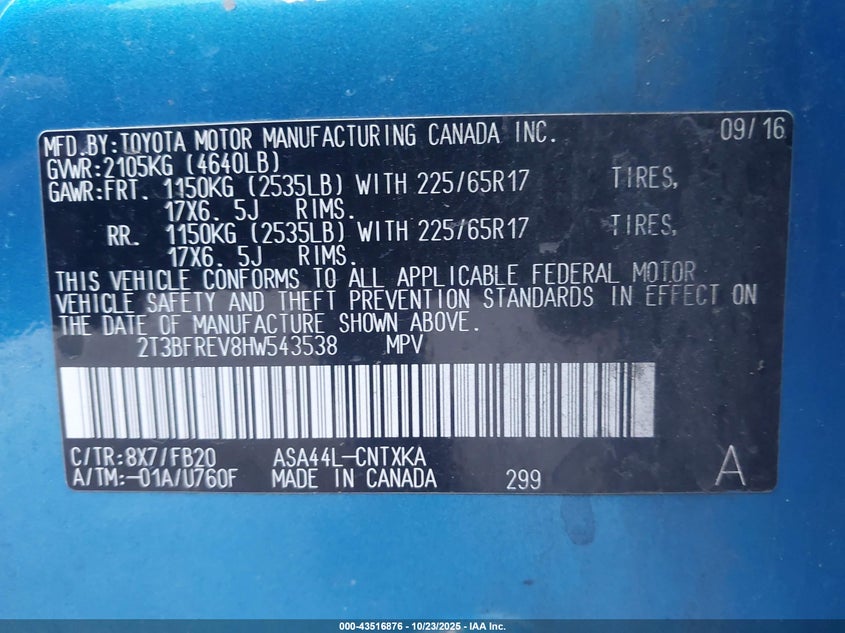 MFD.BY:TOYOTA MOTOR MANUFACTURING CANADA INC. 09/16
GVWR:2105KG (4640LB)
GAWR:FRT. 1150KG (2535LB) WITH 225/65R17 TIRES,
17X6. 5J RIMS.
RR. 1150KG (2535LB) WITH 225/65R17 TIRES,
17X6. 5J RIMS.
THIS VEHICLE CONFORMS TO ALL APPLICABLE FEDERAL MOTOR
VEHICLE SAFETY AND THEFT PREVENTION STANDARDS IN EFFECT ON
THE DATE OF MANUFACTURE SHOWN ABOVE.
2T3BFREV8HW543538 MPV
C/TR:8X7/FB20 ASA44L-CNTXKA
A/TM:-01A/U760F MADE IN CANADA 299 A
000-43516876 - 10/23/2025 - IAA Inc.